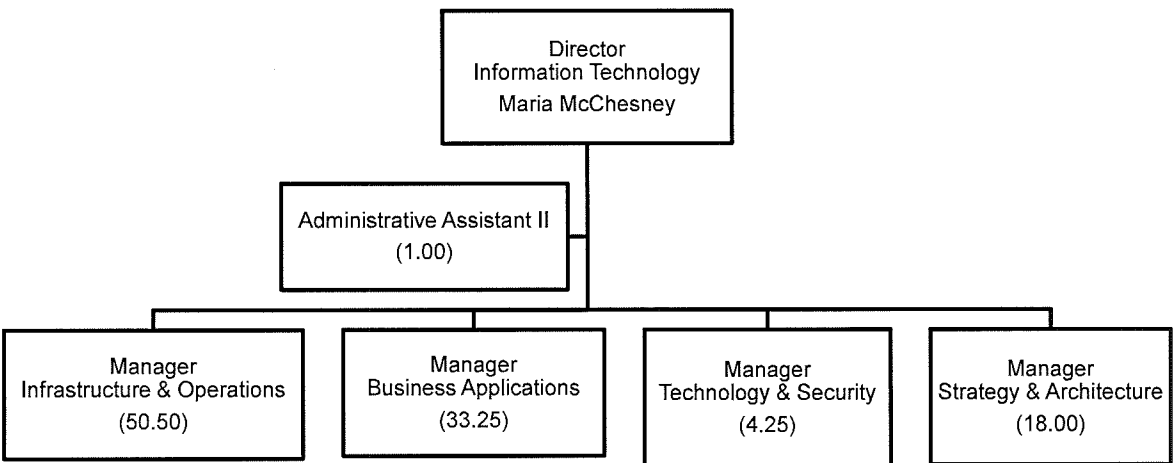 Director
Information Technology
Maria McChesney
Administrative Assistant II
(1.00)
Manager
Infrastructure & Operations
(50.50)
Manager
Business Applications
(33.25)
Manager
Technology & Security
(4.25)
Manager
Strategy & Architecture
(18.00)